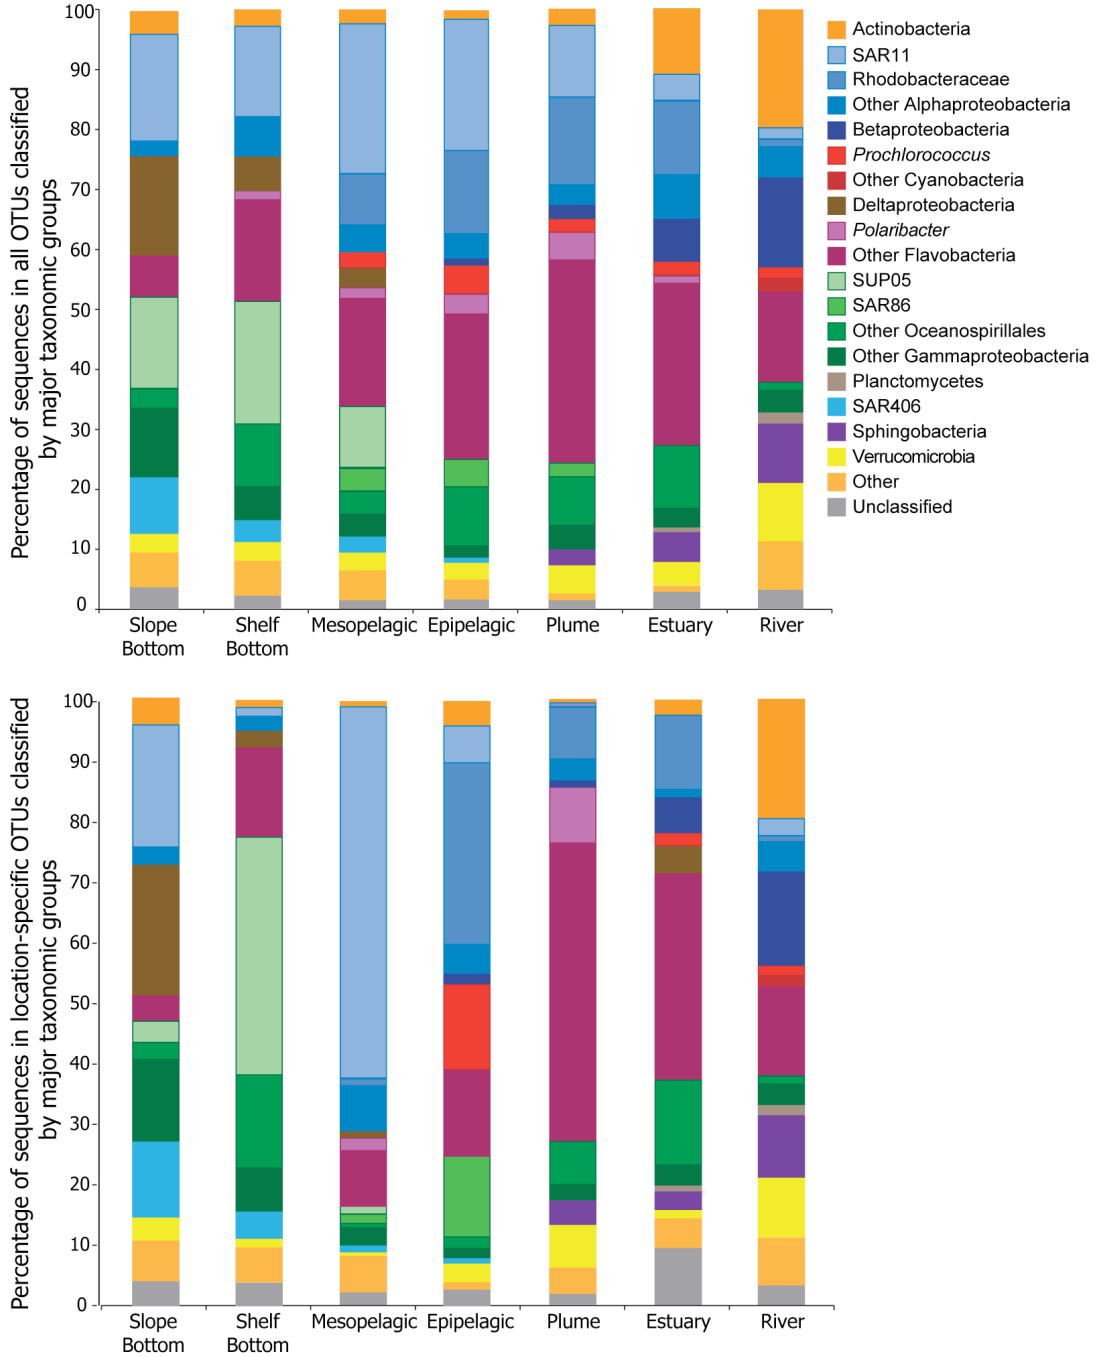 Percentage of sequences in all OTUs classified
by major taxonomic groups
100
90
80
70
60
50
40
30
20
10
0
Slope
Bottom
Shelf
Bottom
Mesopelagic
Epipelagic
Plume
Estuary
River
Actinobacteria
SAR11
Rhodobacteraceae
Other Alphaproteobacteria
Betaproteobacteria
Prochlorococcus
Other Cyanobacteria
Deltaproteobacteria
Polaribacter
Other Flavobacteria
SUP05
SAR86
Other Oceanospirillales
Other Gammaproteobacteria
Planctomycetes
SAR406
Sphingobacteria
Verrucomicrobia
Other
Unclassified
Percentage of sequences in location-specific OTUs classified
by major taxonomic groups
100
90
80
70
60
50
40
30
20
10
0
Slope
Bottom
Shelf
Bottom
Mesopelagic
Epipelagic
Plume
Estuary
River